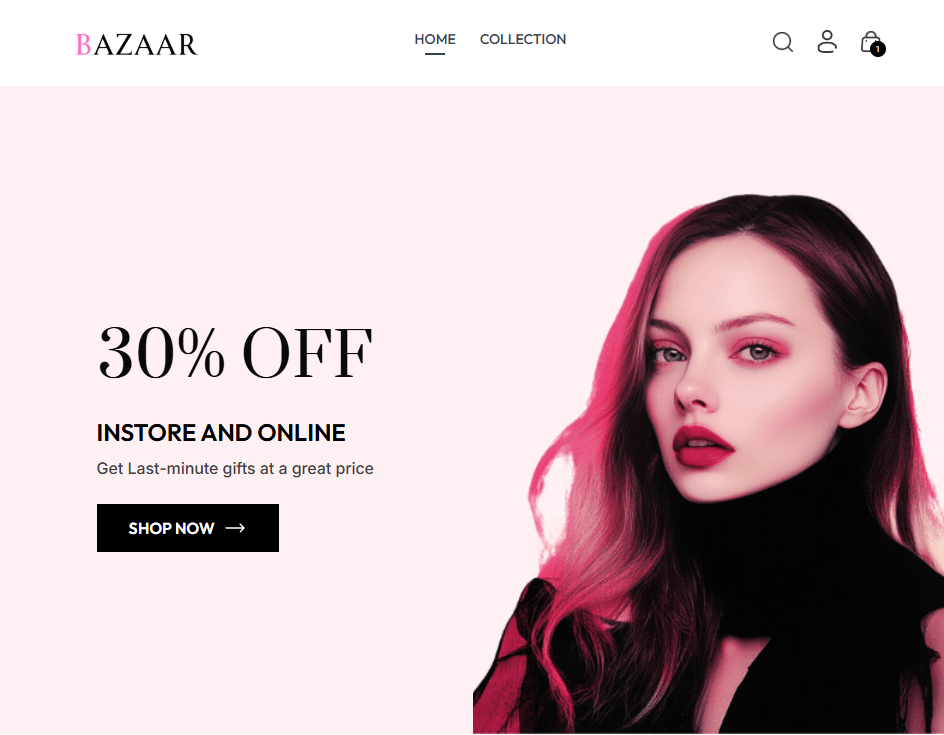 BAZAAR
HOME COLLECTION
1
30% OFF
INSTORE AND ONLINE
Get Last-minute gifts at a great price
SHOP NOW